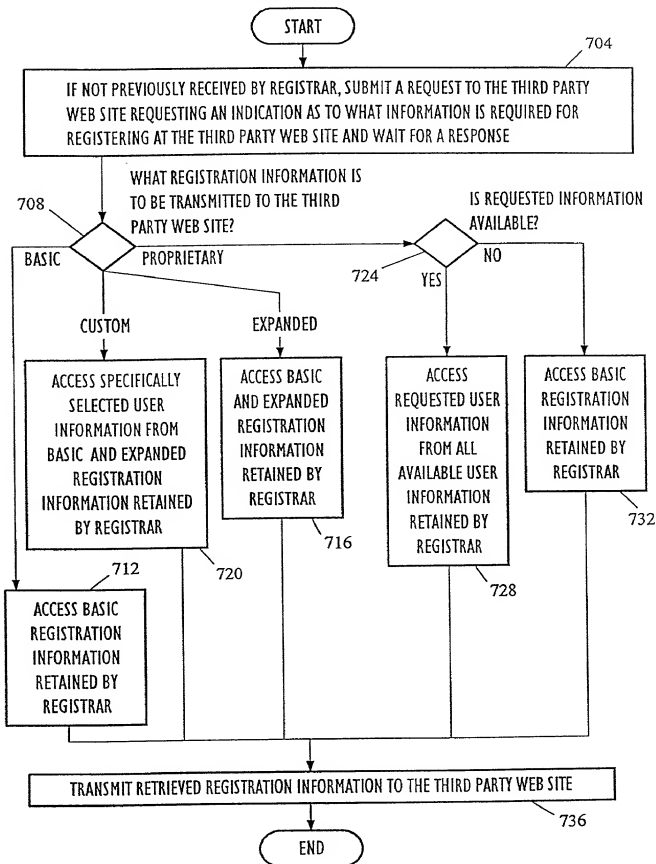 START
704
IF NOT PREVIOUSLY RECEIVED BY REGISTRAR, SUBMIT A REQUEST TO THE THIRD PARTY
WEB SITE REQUESTING AN INDICATION AS TO WHAT INFORMATION IS REQUIRED FOR
REGISTERING AT THE THIRD PARTY WEB SITE AND WAIT FOR A RESPONSE
WHAT REGISTRATION INFORMATION IS
TO BE TRANSMITTED TO THE THIRD
PARTY WEB SITE?
708
IS REQUESTED INFORMATION
AVAILABLE?
BASIC
PROPRIETARY
724
YES
NO
CUSTOM
EXPANDED
ACCESS SPECIFICALLY
SELECTED USER
INFORMATION FROM
BASIC AND EXPANDED
REGISTRATION
INFORMATION RETAINED
BY REGISTRAR
720
ACCESS BASIC
AND EXPANDED
REGISTRATION
INFORMATION
RETAINED BY
REGISTRAR
716
ACCESS
REQUESTED USER
INFORMATION
FROM ALL
AVAILABLE USER
INFORMATION
RETAINED BY
REGISTRAR
728
ACCESS BASIC
REGISTRATION
INFORMATION
RETAINED BY
REGISTRAR
732
712
ACCESS BASIC
REGISTRATION
INFORMATION
RETAINED BY
REGISTRAR
TRANSMIT RETRIEVED REGISTRATION INFORMATION TO THE THIRD PARTY WEB SITE
736
END